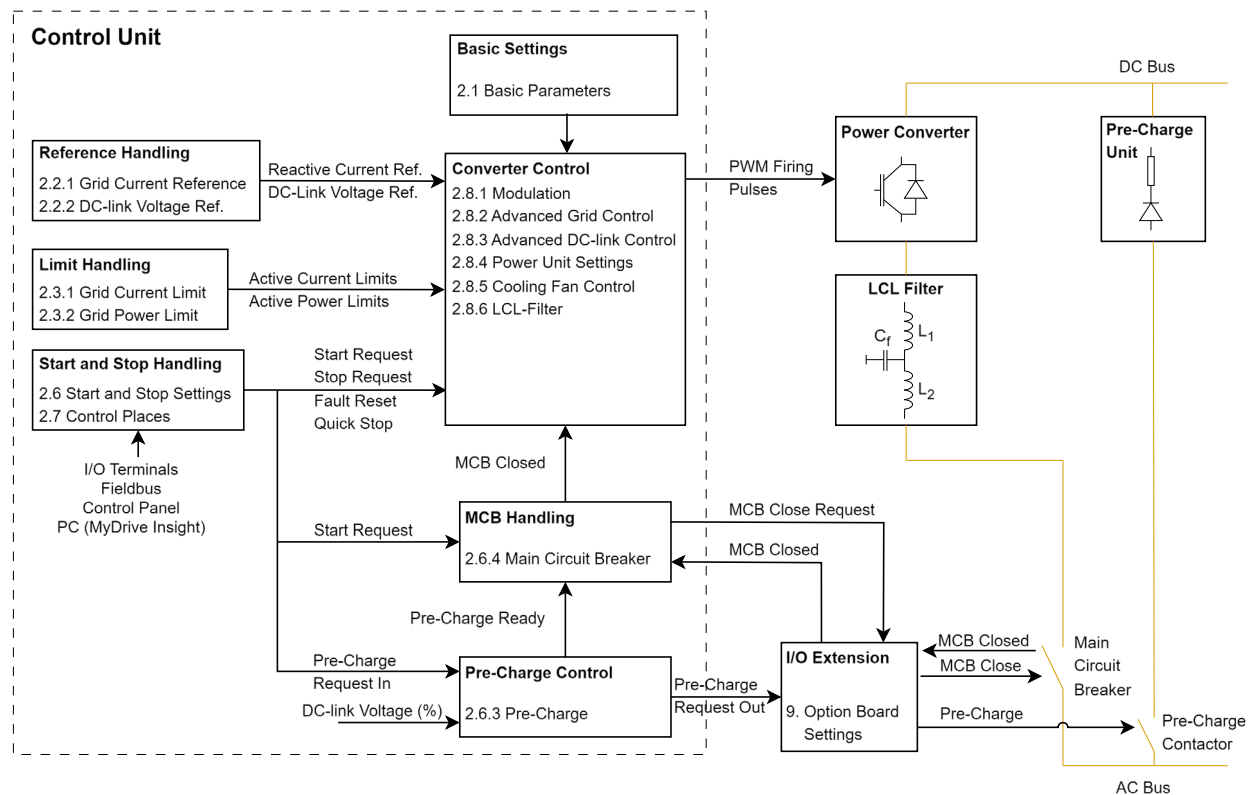 Control Unit
Basic Settings
2.1 Basic Parameters
Reference Handling
2.2.1 Grid Current Reference
2.2.2 DC-link Voltage Ref.
Reactive Current Ref.
DC-Link Voltage Ref.
Limit Handling
2.3.1 Grid Current Limit
2.3.2 Grid Power Limit
Active Current Limits
Active Power Limits
Start and Stop Handling
2.6 Start and Stop Settings
2.7 Control Places
I/O Terminals
Fieldbus
Control Panel
PC (MyDrive Insight)
Start Request
Stop Request
Fault Reset
Quick Stop
Converter Control
2.8.1 Modulation
2.8.2 Advanced Grid Control
2.8.3 Advanced DC-link Control
2.8.4 Power Unit Settings
2.8.5 Cooling Fan Control
2.8.6 LCL-Filter
MCB Closed
Start Request
MCB Handling
2.6.4 Main Circuit Breaker
Pre-Charge Ready
Pre-Charge
Request In
DC-link Voltage (%)
Pre-Charge Control
2.6.3 Pre-Charge
PWM Firing
Pulses
MCB Close Request
MCB Closed
Pre-Charge
Request Out
DC Bus
Power Converter
Pre-Charge
Unit
LCL Filter
Cf
L1
L2
I/O Extension
9. Option Board
Settings
MCB Closed
MCB Close
Pre-Charge
Main
Circuit
Breaker
Pre-Charge
Contactor
AC Bus